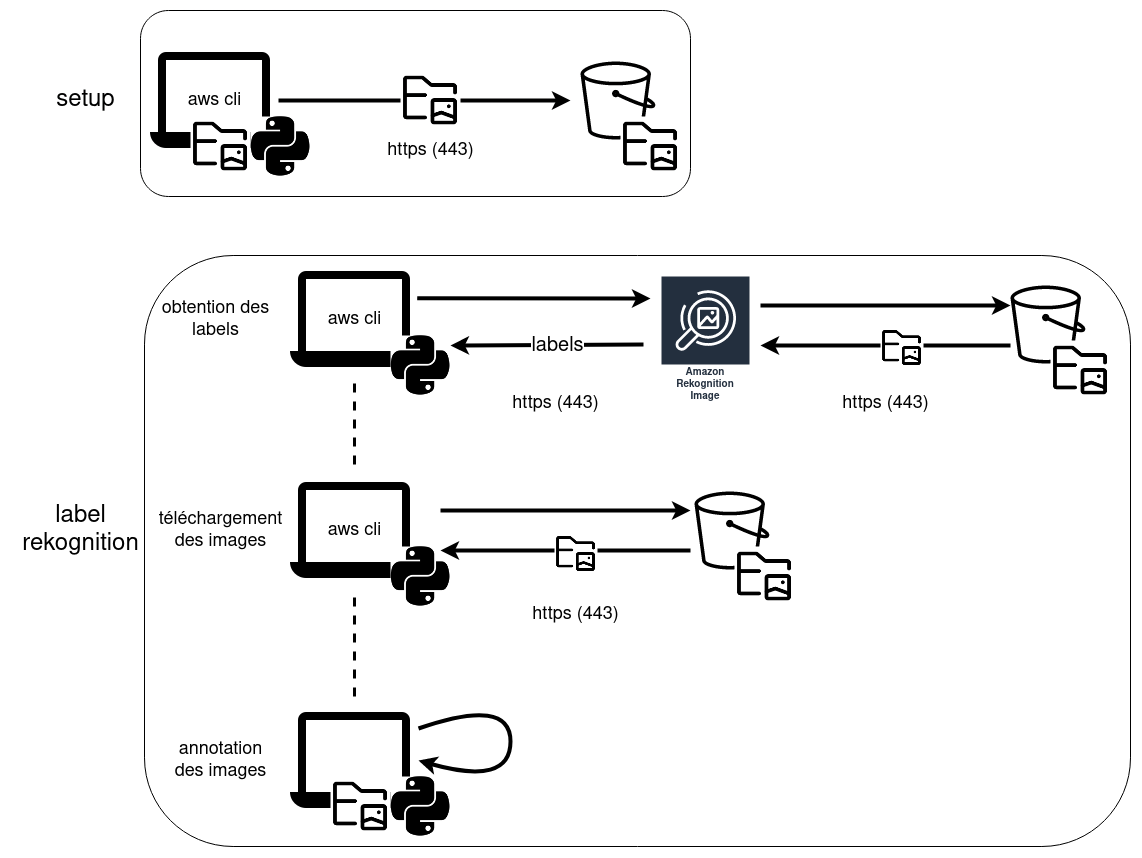 setup
aws cli
https (443)
obtention des
labels
aws cli
labels
https (443)
Amazon
Rekognition
Image
https (443)
label
rekognition
téléchargement
des images
aws cli
https (443)
annotation
des images